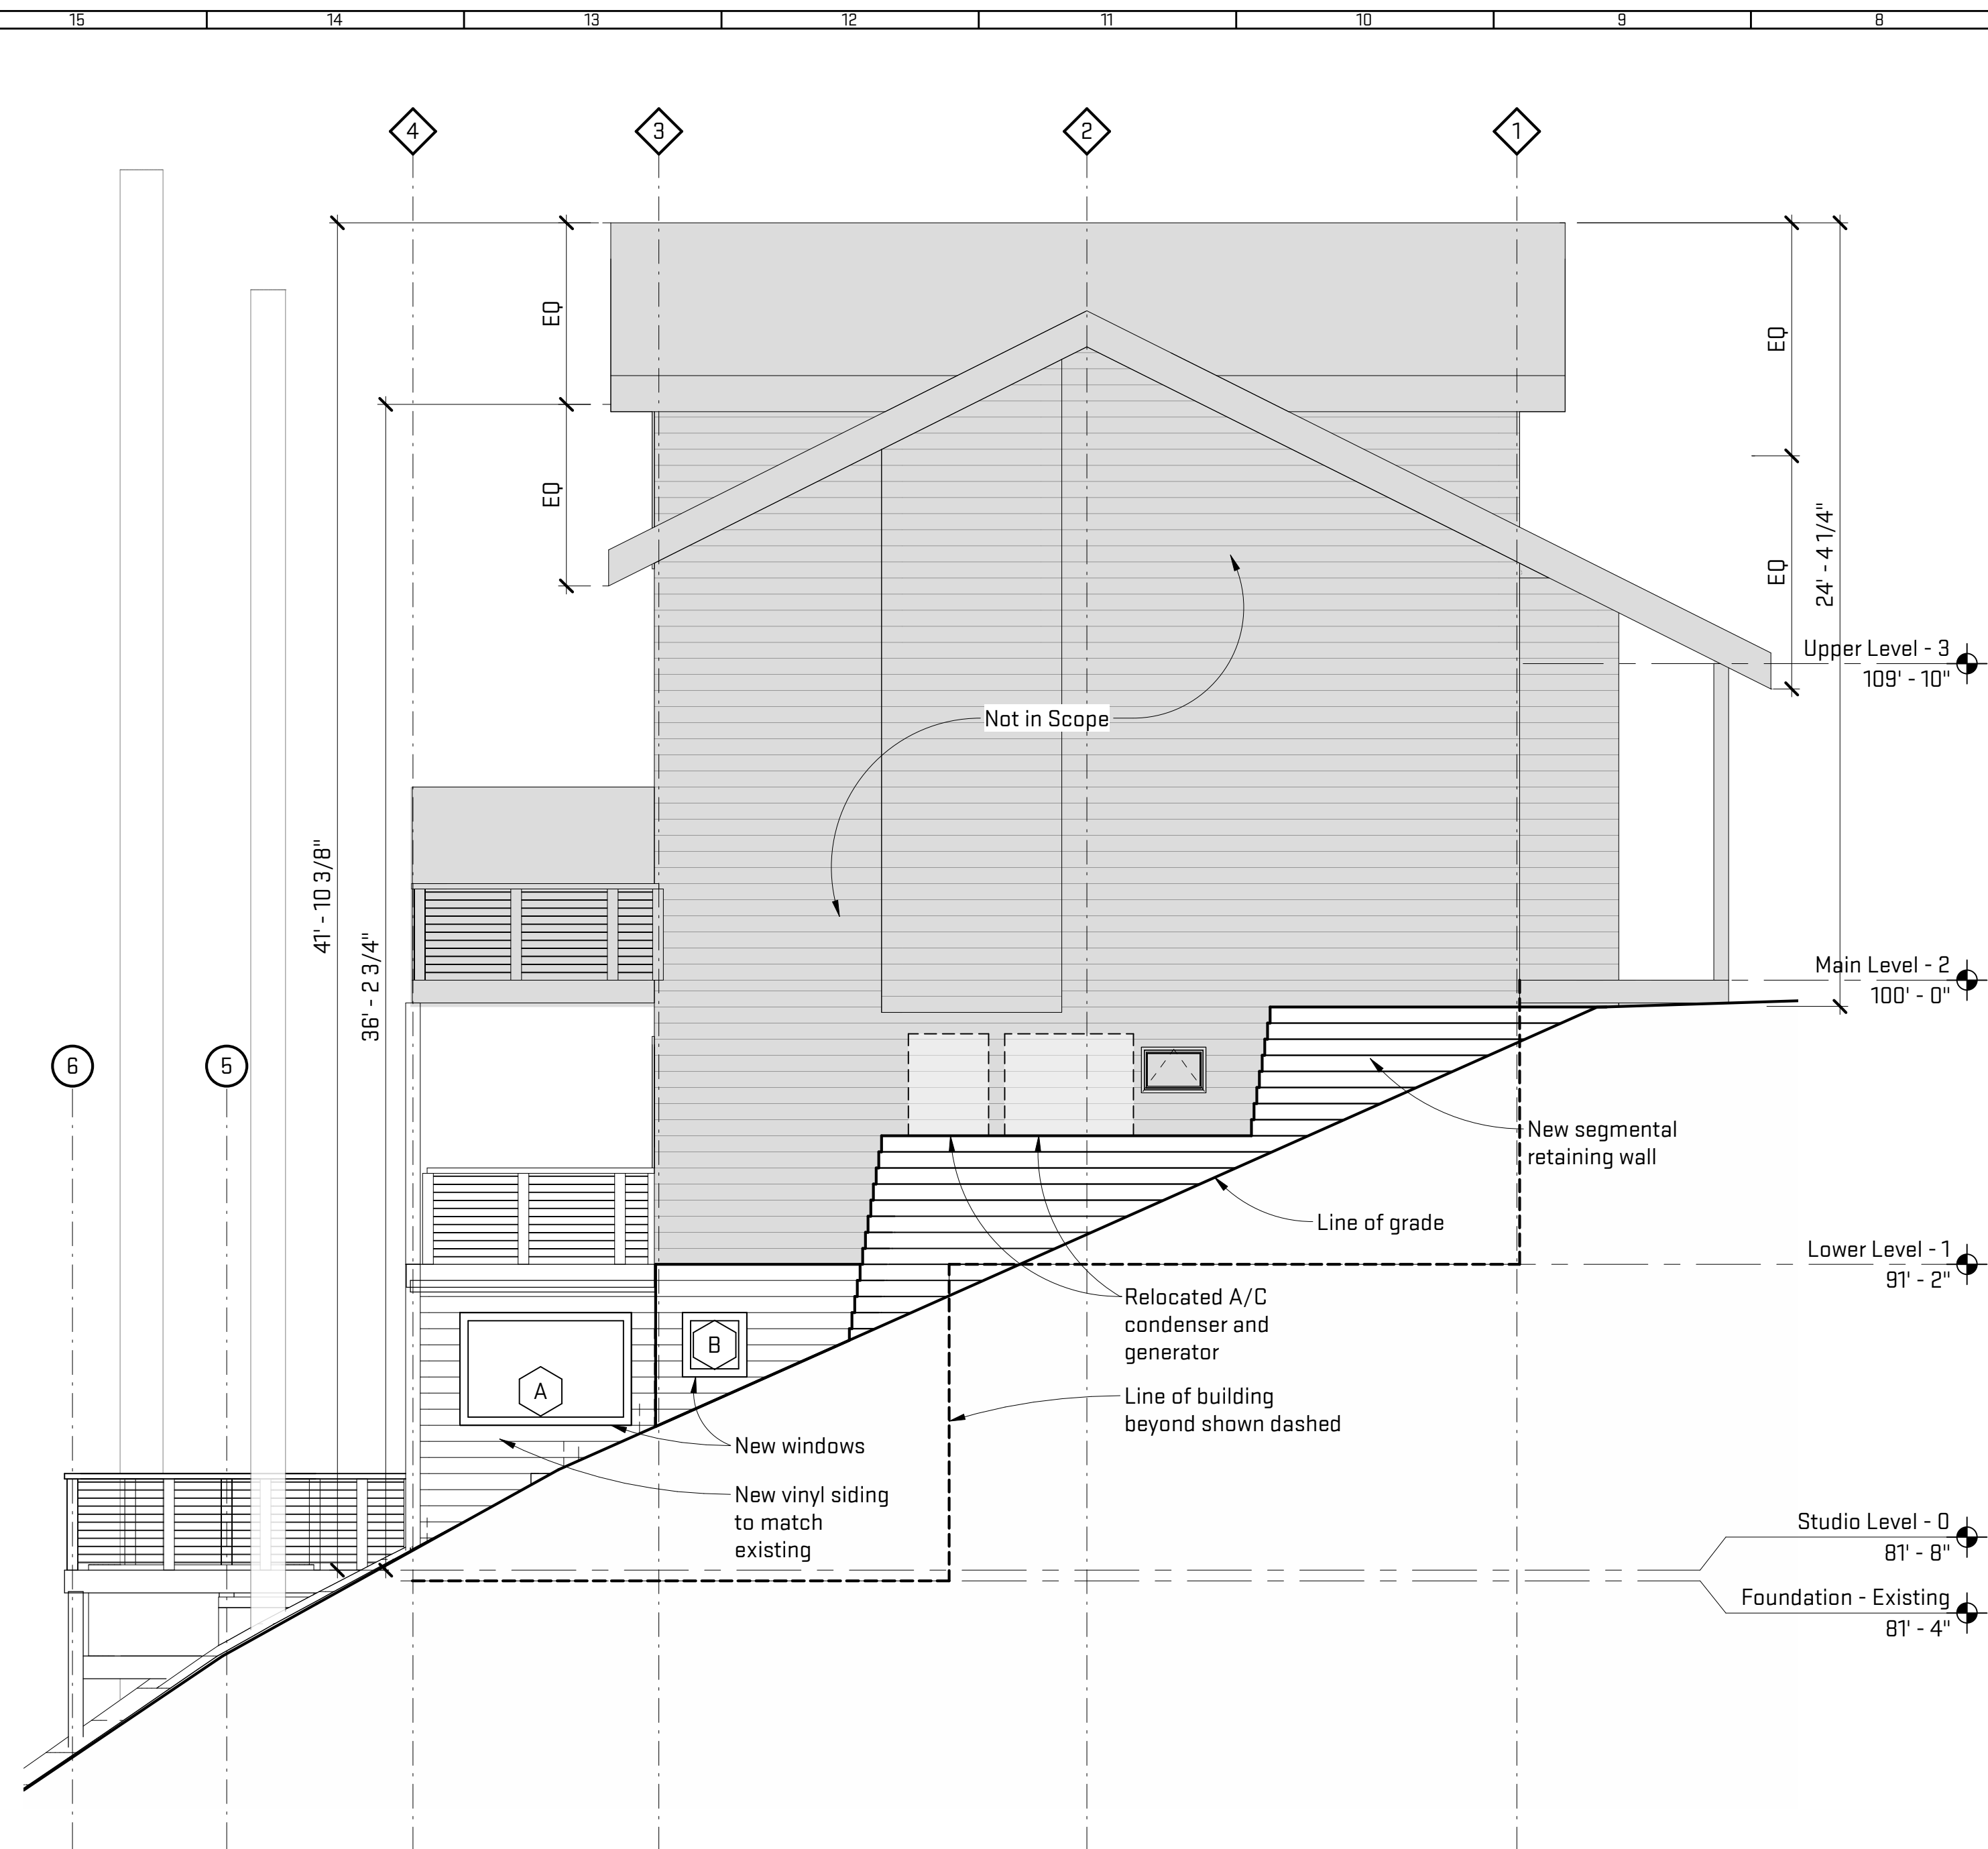 15 14 13 12 11 10 9 8
4 3 2 1
EQ
EQ
EQ
EQ
24' - 4 1/4"
Upper Level - 3
109' - 10"
Not in Scope
41' - 10 3/8"
36' - 2 3/4"
Main Level - 2
100' - 0"
6 5
New segmental
retaining wall
Line of grade
Lower Level - 1
91' - 2"
Relocated A/C
condenser and
generator
B
A
Line of building
beyond shown dashed
New windows
New vinyl siding
to match
existing
Studio Level - 0
81' - 8"
Foundation - Existing
81' - 4"